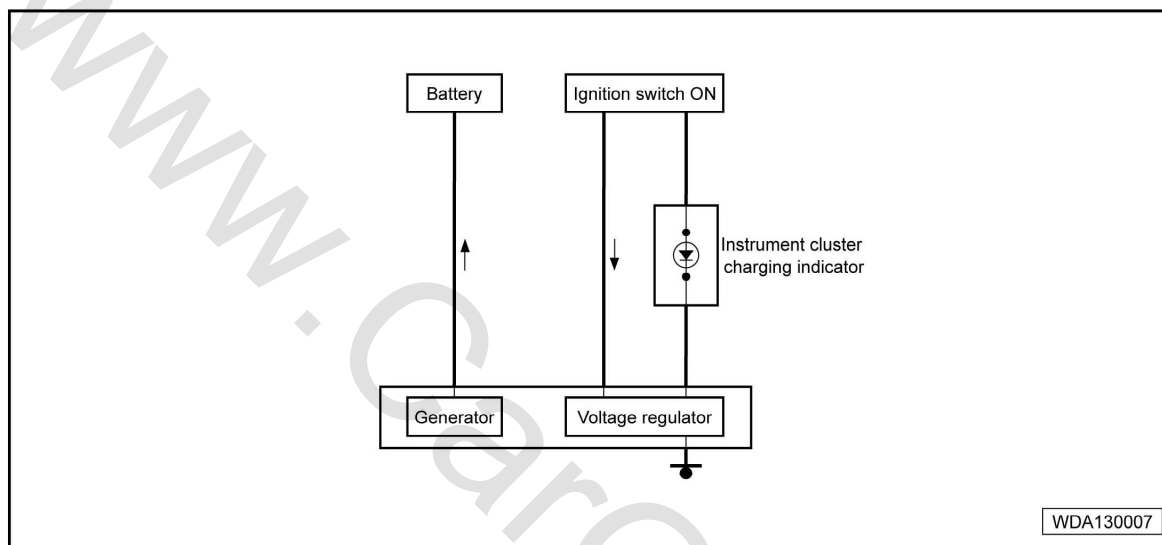 Battery
Ignition switch ON
Instrument cluster
charging indicator
Generator
Voltage regulator
WDA130007
www.Car